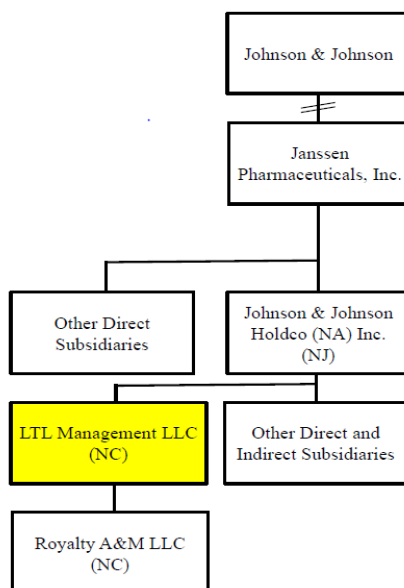 Johnson & Johnson
Janssen
Pharmaceuticals, Inc.
Other Direct
Subsidiaries
Johnson & Johnson
Holdco (NA) Inc.
(NJ)
LTL Management LLC
(NC)
Other Direct and
Indirect Subsidiaries
Royalty A&M LLC
(NC)